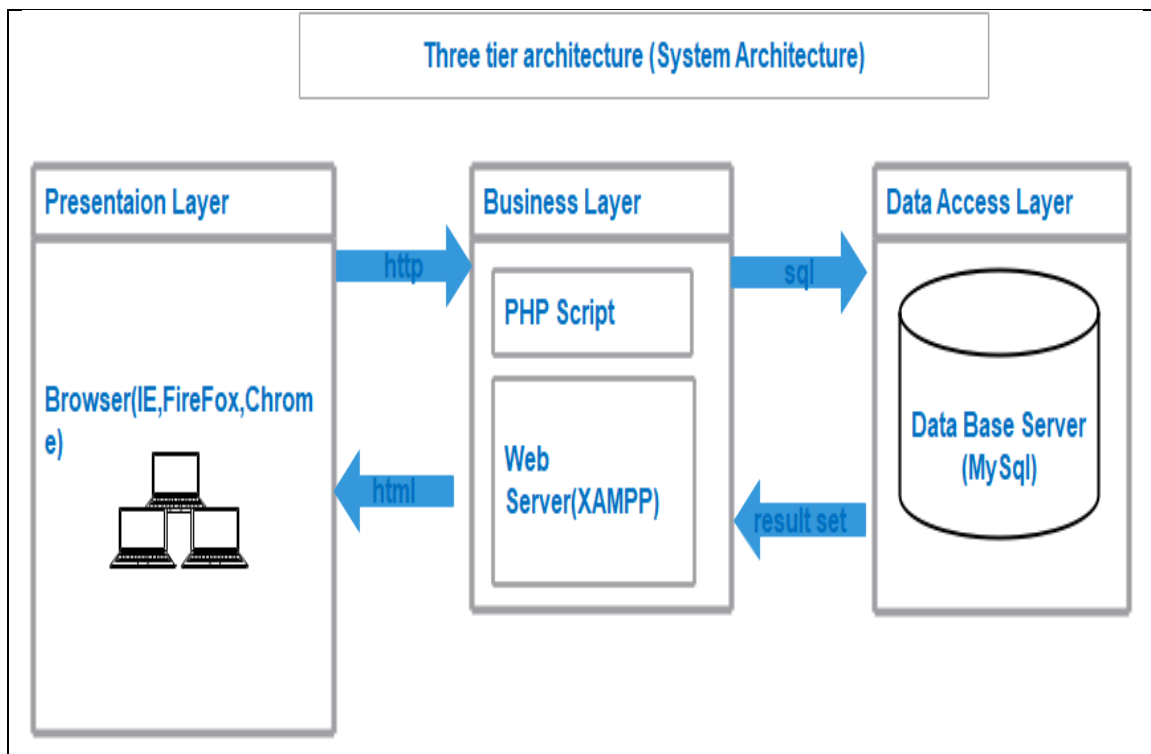 Three tier architecture (System Architecture)
Presentaion Layer
http
Browser(IE,FireFox,Chrom
e)
html
Business Layer
PHP Script
Web
Server(XAMPP)
sql
result set
Data Access Layer
Data Base Server
(MySql)